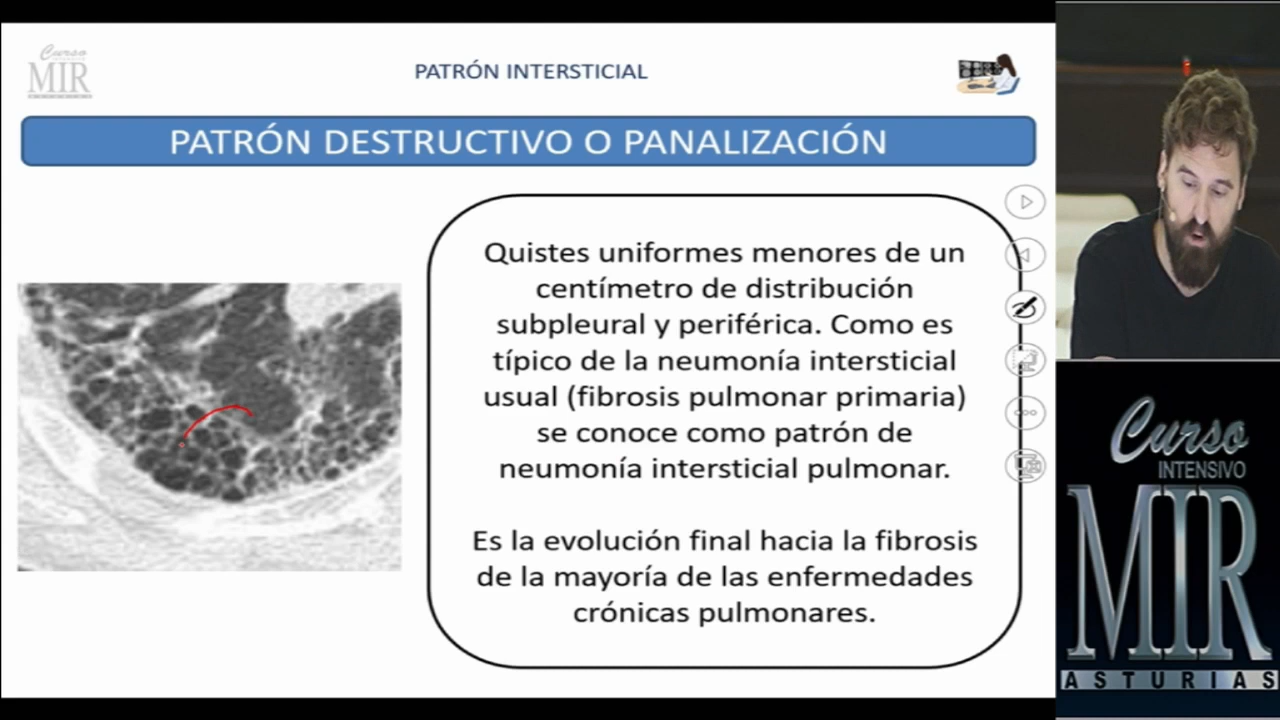 Curso
MIR
ASTURIAS
PATRÓN INTERSTICIAL
PATRÓN DESTRUCTIVO O PANALIZACIÓN
Quistes uniformes menores de un
centímetro de distribución
subpleural y periférica. Como es
típico de la neumonía intersticial
usual (fibrosis pulmonar primaria)
se conoce como patrón de
neumonía intersticial pulmonar.
Es la evolución final hacia la fibrosis
de la mayoría de las enfermedades
crónicas pulmonares.
Curso
INTENSIVO
MIR
ASTURIAS